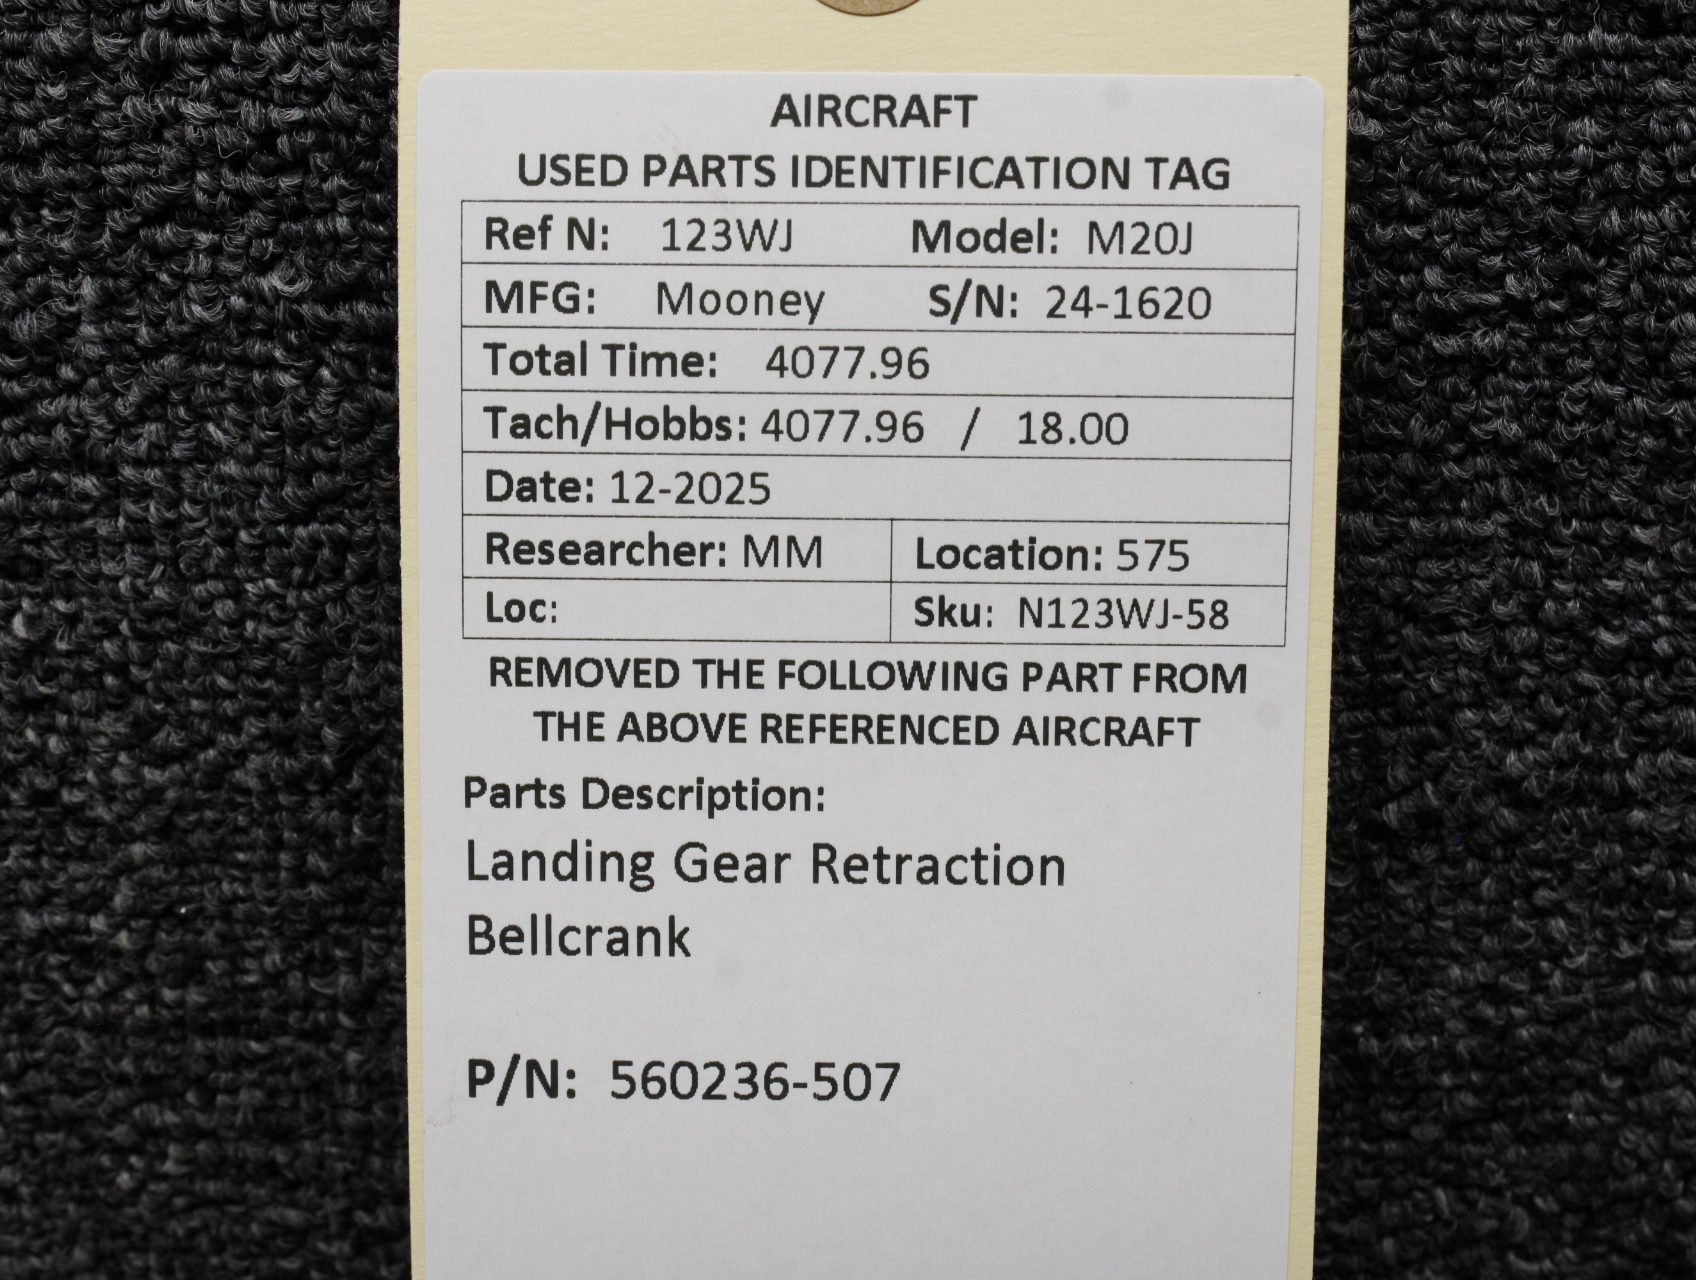 AIRCRAFT
USED PARTS IDENTIFICATION TAG
Ref N: 123WJ Model: M20J
MFG: Mooney S/N: 24-1620
Total Time: 4077.96
Tach/Hobbs: 4077.96 / 18.00
Date: 12-2025
Researcher: MM Location: 575
Loc: Sku: N123WJ-58
REMOVED THE FOLLOWING PART FROM
THE ABOVE REFERENCED AIRCRAFT
Parts Description:
Landing Gear Retraction
Bellcrank
P/N: 560236-507